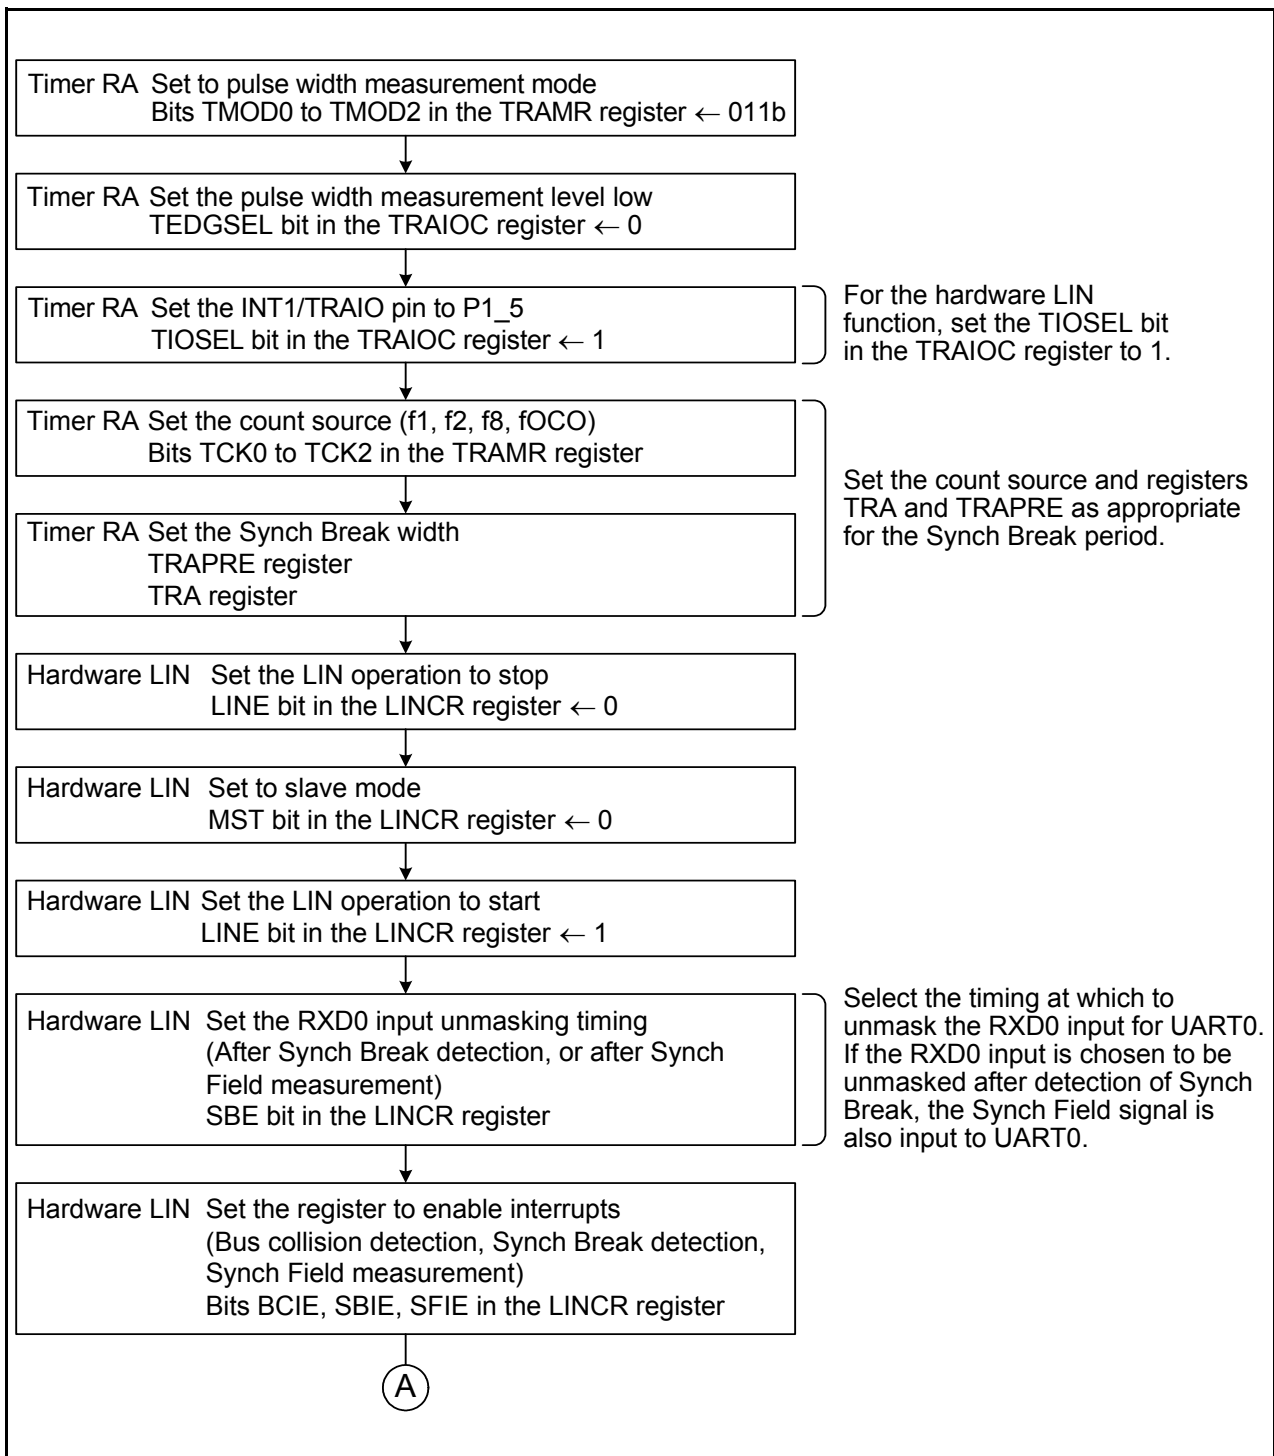 Timer RA Set to pulse width measurement mode
Bits TMOD0 to TMOD2 in the TRAMR register ← 011b
Timer RA Set the pulse width measurement level low
TEDGSEL bit in the TRAIOC register ← 0
Timer RA Set the INT1/TRAIO pin to P1_5
TIOSEL bit in the TRAIOC register ← 1
For the hardware LIN
function, set the TIOSEL bit
in the TRAIOC register to 1.
Timer RA Set the count source (f1, f2, f8, fOCO)
Bits TCK0 to TCK2 in the TRAMR register
Timer RA Set the Synch Break width
TRAPRE register
TRA register
Set the count source and registers
TRA and TRAPRE as appropriate
for the Synch Break period.
Hardware LIN Set the LIN operation to stop
LINE bit in the LINCR register ← 0
Hardware LIN Set to slave mode
MST bit in the LINCR register ← 0
Hardware LIN Set the LIN operation to start
LINE bit in the LINCR register ← 1
Hardware LIN Set the RXD0 input unmasking timing
(After Synch Break detection, or after Synch
Field measurement)
SBE bit in the LINCR register
Select the timing at which to
unmask the RXD0 input for UART0.
If the RXD0 input is chosen to be
unmasked after detection of Synch
Break, the Synch Field signal is
also input to UART0.
Hardware LIN Set the register to enable interrupts
(Bus collision detection, Synch Break detection,
Synch Field measurement)
Bits BCIE, SBIE, SFIE in the LINCR register
A